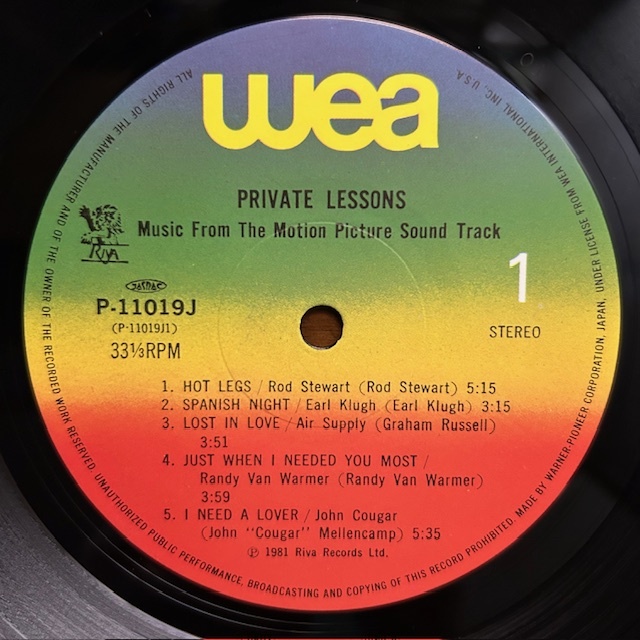 wea
PRIVATE LESSONS
Music From The Motion Picture Sound Track
RIVA
JASRAC
P-11019J
(P-11019J1)
33⅓RPM
1
STEREO
1. HOT LEGS / Rod Stewart (Rod Stewart) 5:15
2. SPANISH NIGHT / Earl Klugh (Earl Klugh) 3:15
3. LOST IN LOVE / Air Supply (Graham Russell)
3:51
4. JUST WHEN I NEEDED YOU MOST /
Randy Van Warmer (Randy Van Warmer)
3:59
5. I NEED A LOVER / John Cougar
(John "Cougar" Mellencamp) 5:35
℗ 1981 Riva Records Ltd.
ALL RIGHTS OF THE MANUFACTURER AND OF THE OWNER OF THE RECORDED WORK RESERVED. UNAUTHORIZED PUBLIC PERFORMANCE, BROADCASTING AND COPYING OF THIS RECORD PROHIBITED. MADE BY WARNER-PIONEER CORPORATION, JAPAN, UNDER LICENSE FROM WEA INTERNATIONAL INC. U.S.A